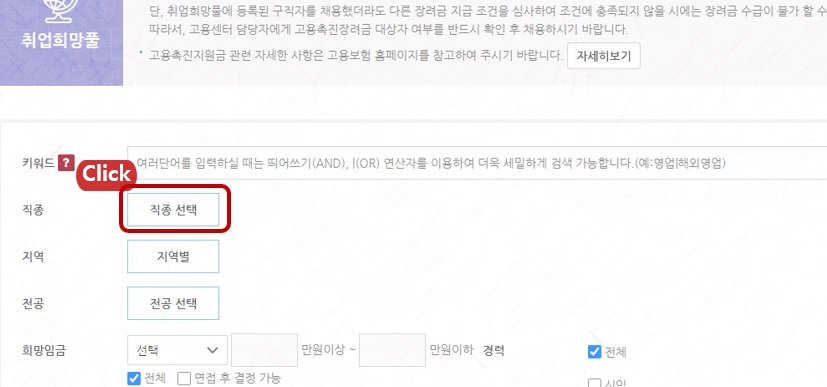 취업희망풀
단, 취업희망풀에 등록된 구직자를 채용했더라도 다른 장려금 지급 조건을 심사하여 조건에 충족되지 않을 시에는 장려금 수급이 불가 할 수
따라서, 고용센터 담당자에게 고용촉진장려금 대상자 여부를 반드시 확인 후 채용하시기 바랍니다.
• 고용촉진지원금 관련 자세한 사항은 고용보험 홈페이지를 참고하여 주시기 바랍니다. 자세히보기
키워드 ? 여러단어를 입력하실 때는 띄어쓰기(AND), |(OR) 연산자를 이용하여 더욱 세밀하게 검색 가능합니다.(예:영업|해외영업)
Click
직종 직종 선택
지역 지역별
전공 전공 선택
희망임금 선택 만원이상 ~ 만원이하 경력 전체
전체 면접 후 결정 가능 신입